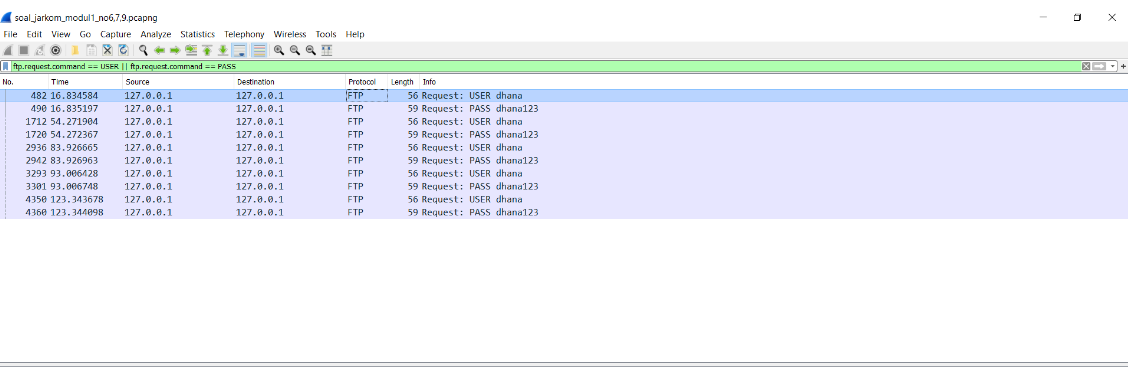 soal_jarkom_modul1_no6,7,9.pcapng
File Edit View Go Capture Analyze Statistics Telephony Wireless Tools Help
ftp.request.command == USER || ftp.request.command == PASS
No. Time Source Destination Protocol Length Info
482 16.834584 127.0.0.1 127.0.0.1 FTP 56 Request: USER dhana
490 16.835197 127.0.0.1 127.0.0.1 FTP 59 Request: PASS dhana123
1712 54.271904 127.0.0.1 127.0.0.1 FTP 56 Request: USER dhana
1720 54.272367 127.0.0.1 127.0.0.1 FTP 59 Request: PASS dhana123
2936 83.926665 127.0.0.1 127.0.0.1 FTP 56 Request: USER dhana
2942 83.926963 127.0.0.1 127.0.0.1 FTP 59 Request: PASS dhana123
3293 93.006428 127.0.0.1 127.0.0.1 FTP 56 Request: USER dhana
3301 93.006748 127.0.0.1 127.0.0.1 FTP 59 Request: PASS dhana123
4350 123.343678 127.0.0.1 127.0.0.1 FTP 56 Request: USER dhana
4360 123.344098 127.0.0.1 127.0.0.1 FTP 59 Request: PASS dhana123